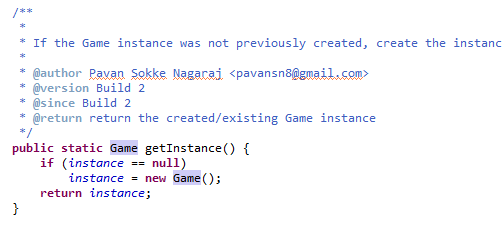 /**
*
* If the Game instance was not previously created, create the instanc
*
* @author Pavan Sokke Nagaraj <pavansn8@gmail.com>
* @version Build 2
* @since Build 2
* @return return the created/existing Game instance
*/
public static Game getInstance() {
if (instance == null)
instance = new Game();
return instance;
}